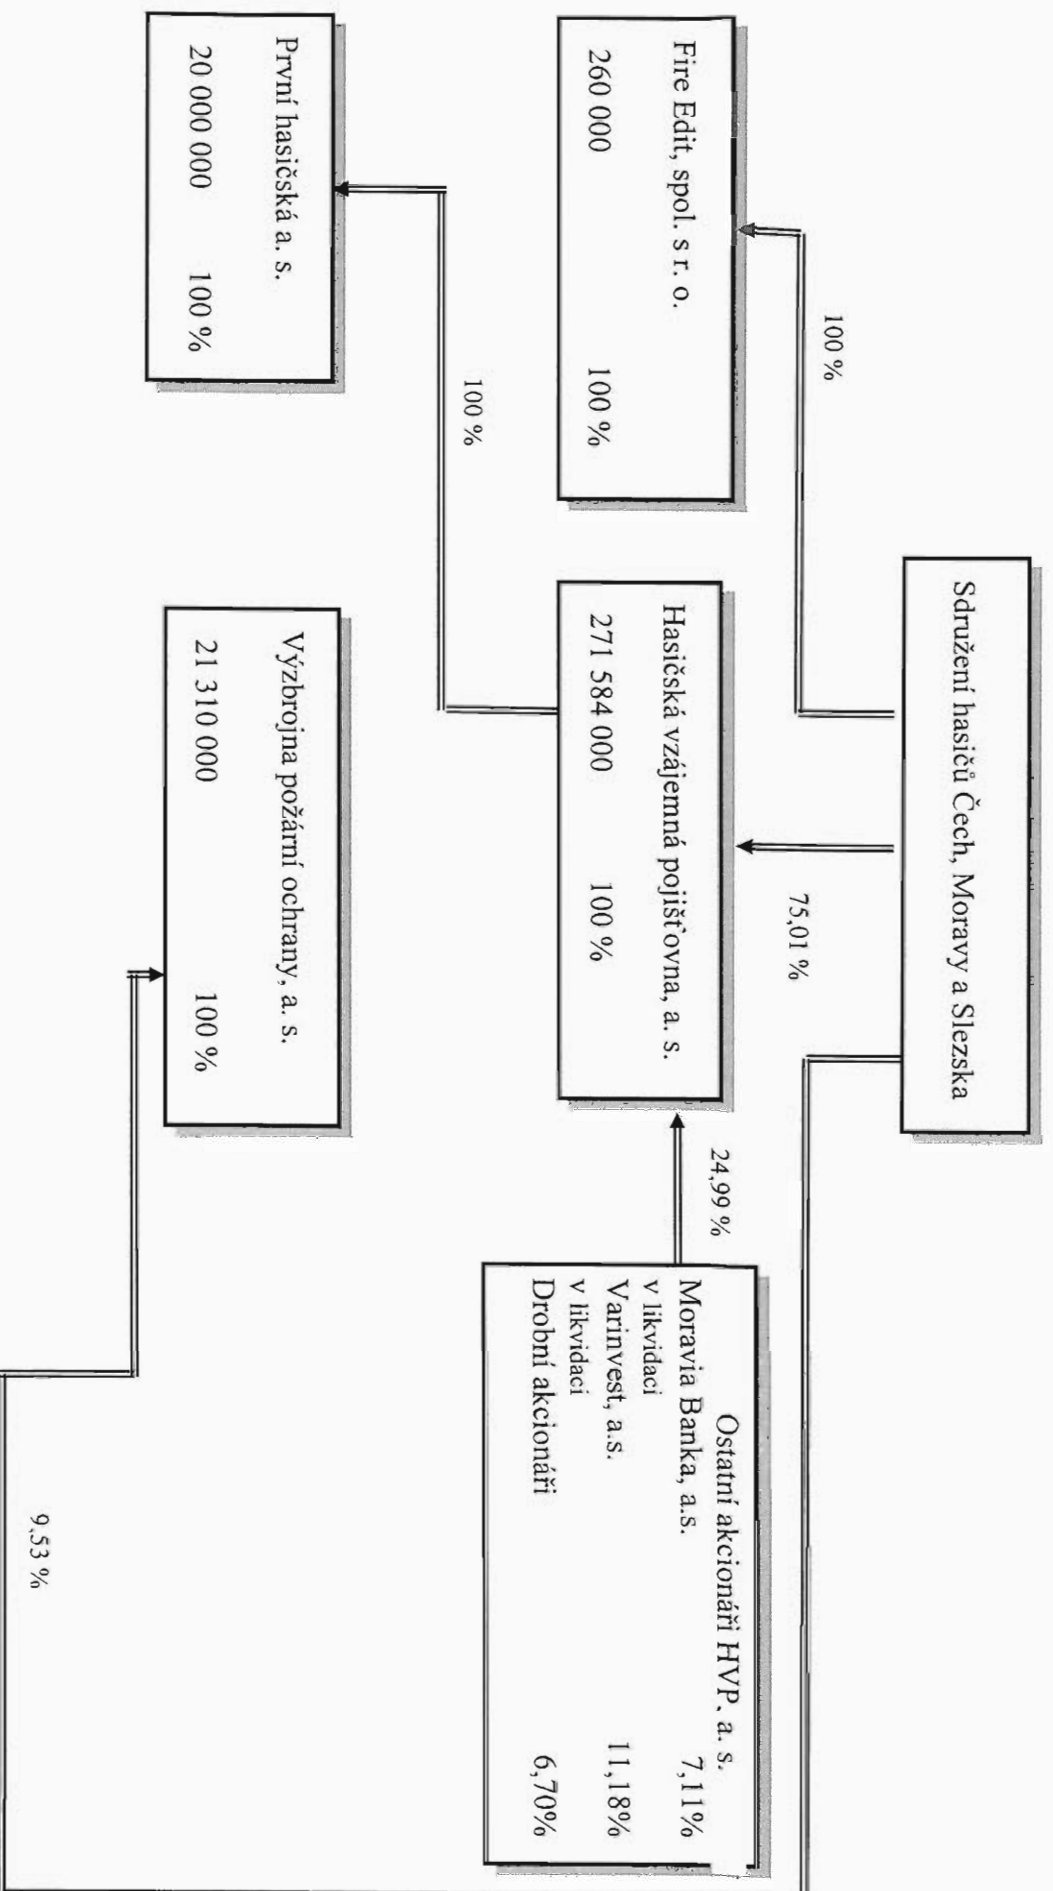 Sdružení hasičů Čech, Moravy a Slezska
100 %
75,01 %
Fire Edit, spol. s r. o.
260 000 100 %
Hasičská vzájemná pojišťovna, a. s.
271 584 000 100 %
24,99 %
Ostatní akcionáři HVP, a. s.
Moravia Banka, a.s. 7,11%
v likvidaci
Varinvest, a.s. 11,18%
v likvidaci
Drobní akcionáři 6,70%
100 %
První hasičská a. s.
20 000 000 100 %
Výzbrojna požární ochrany, a. s.
21 310 000 100 %
9,53 %